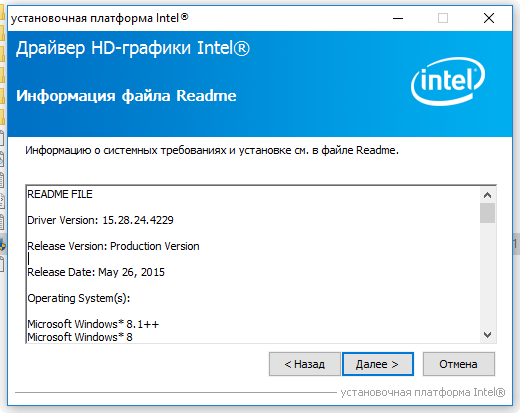 установочная платформа Intel®
Драйвер HD-графики Intel®
Информация файла Readme
intel®
Информацию о системных требованиях и установке см. в файле Readme.
README FILE
Driver Version: 15.28.24.4229
Release Version: Production Version
Release Date: May 26, 2015
Operating System(s):
Microsoft Windows* 8.1++
Microsoft Windows* 8
< Назад
Далее >
Отмена
установочная платформа Intel®
1